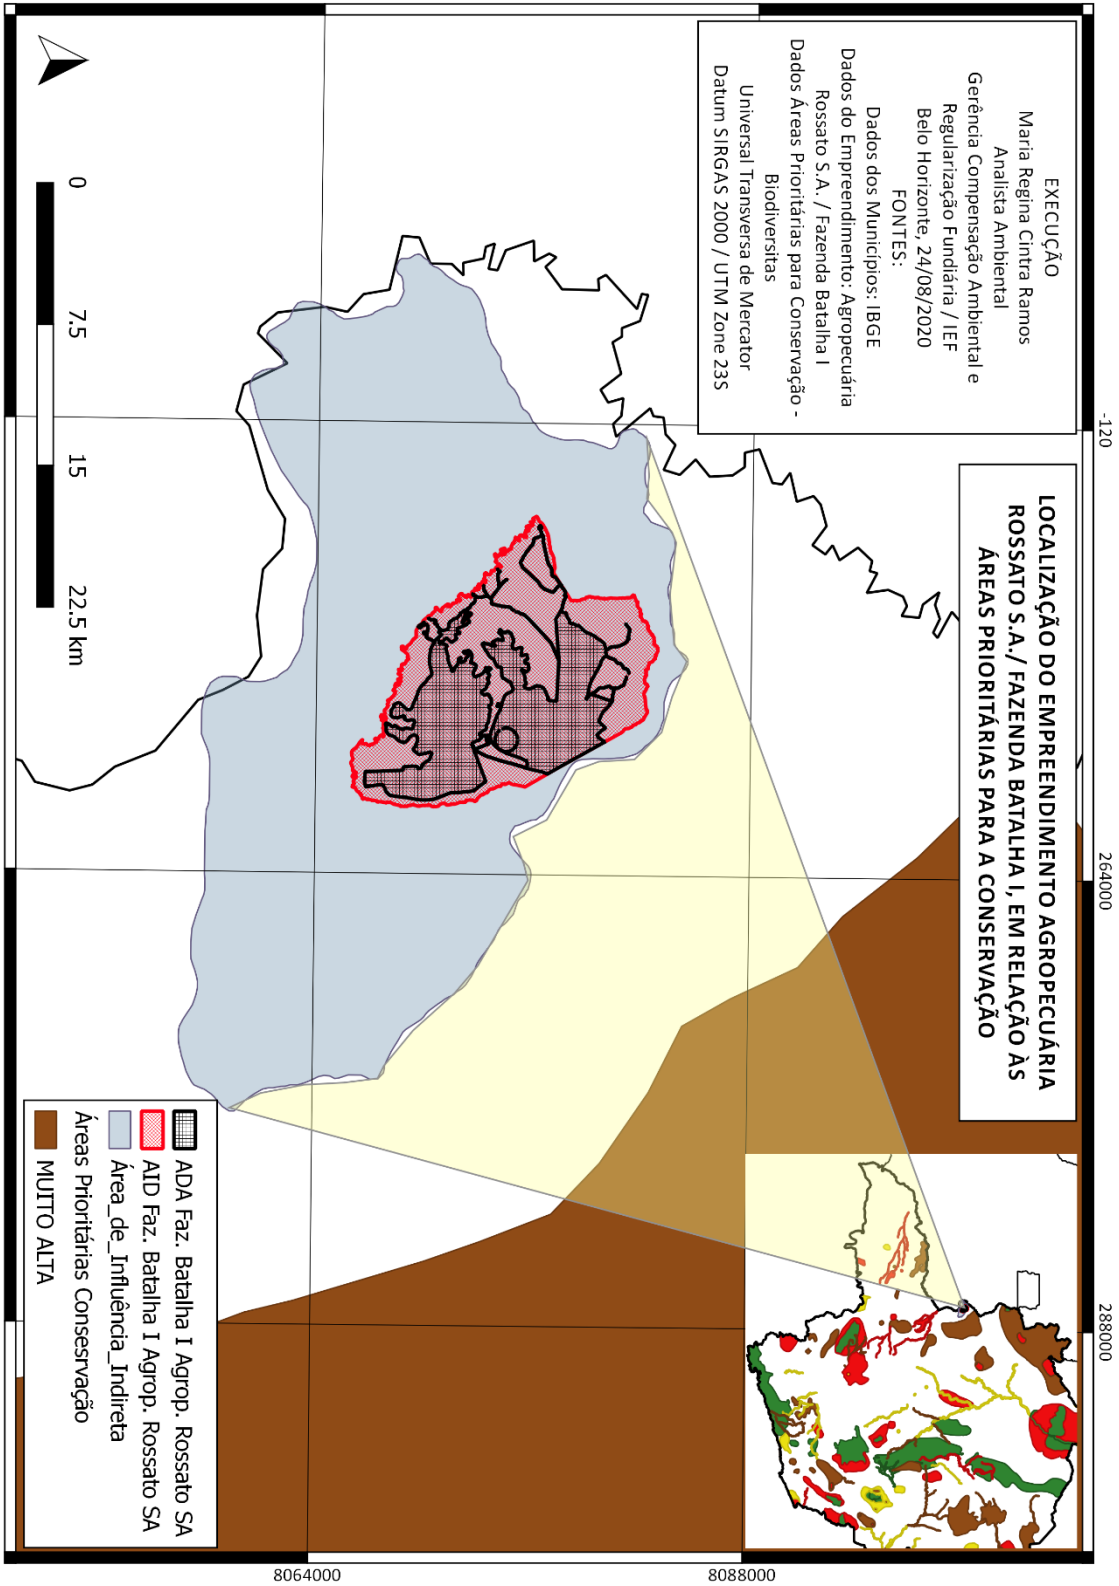 LOCALIZAÇÃO DO EMPREENDIMENTO AGROPECUÁRIA
ROSSATO S.A./ FAZENDA BATALHA I, EM RELAÇÃO ÀS
ÁREAS PRIORITÁRIAS PARA A CONSERVAÇÃO
EXECUÇÃO
Maria Regina Cintra Ramos
Analista Ambiental
Gerência Compensação Ambiental e
Regularização Fundiária / IEF
Belo Horizonte, 24/08/2020
FONTES:
Dados dos Municípios: IBGE
Dados do Empreendimento: Agropecuária
Rossato S.A. / Fazenda Batalha I
Dados Áreas Prioritárias para Conservação -
Biodiversitas
Universal Transversa de Mercator
Datum SIRGAS 2000 / UTM Zone 23S
-120
264000
288000
8088000
8064000
0
7.5
15
22.5 km
ADA Faz. Batalha I Agrop. Rossato SA
AID Faz. Batalha I Agrop. Rossato SA
Área_de_Influência_Indireta
Áreas Prioritárias Consesrvação
MUITO ALTA